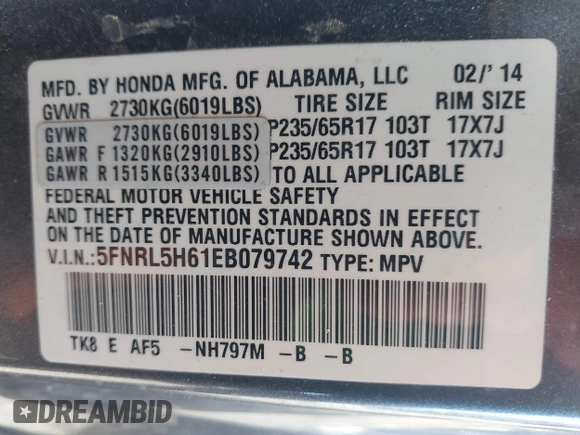 MFD. BY HONDA MFG. OF ALABAMA, LLC 02/' 14
GVWR 2730KG(6019LBS) TIRE SIZE RIM SIZE
GVWR 2730KG(6019LBS) P235/65R17 103T 17X7J
GAWR F 1320KG(2910LBS) P235/65R17 103T 17X7J
GAWR R 1515KG(3340LBS) TO ALL APPLICABLE
FEDERAL MOTOR VEHICLE SAFETY
AND THEFT PREVENTION STANDARDS IN EFFECT
ON THE DATE OF MANUFACTURE SHOWN ABOVE.
V.I.N.:5FNRL5H61EB079742 TYPE: MPV
TK8 E AF5 -NH797M -B -B
DREAMBID